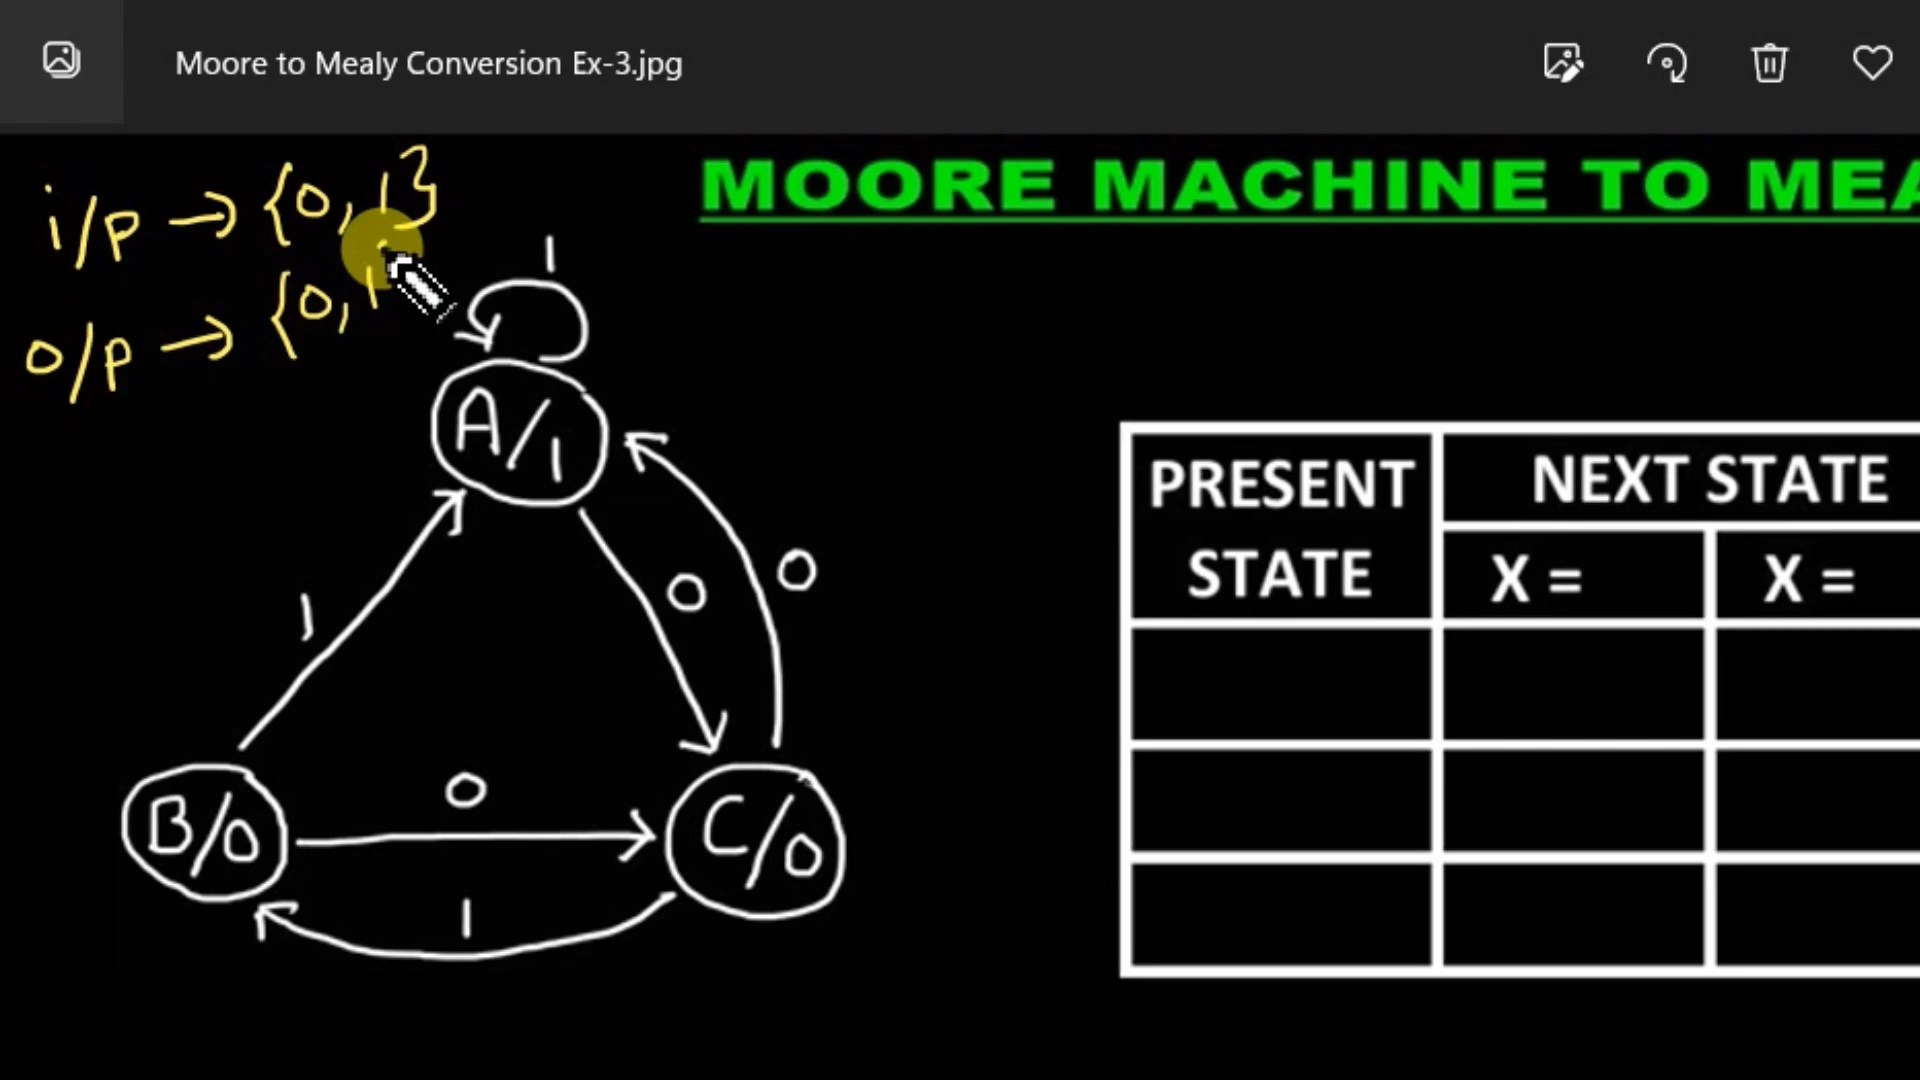 Moore to Mealy Conversion Ex-3.jpg
MOORE MACHINE TO MEA
i/p → {0, 1}
o/p → {0, 1
1
A/1
0
0
1
B/0
0
C/0
1
PRESENT STATE
NEXT STATE
X =
X =